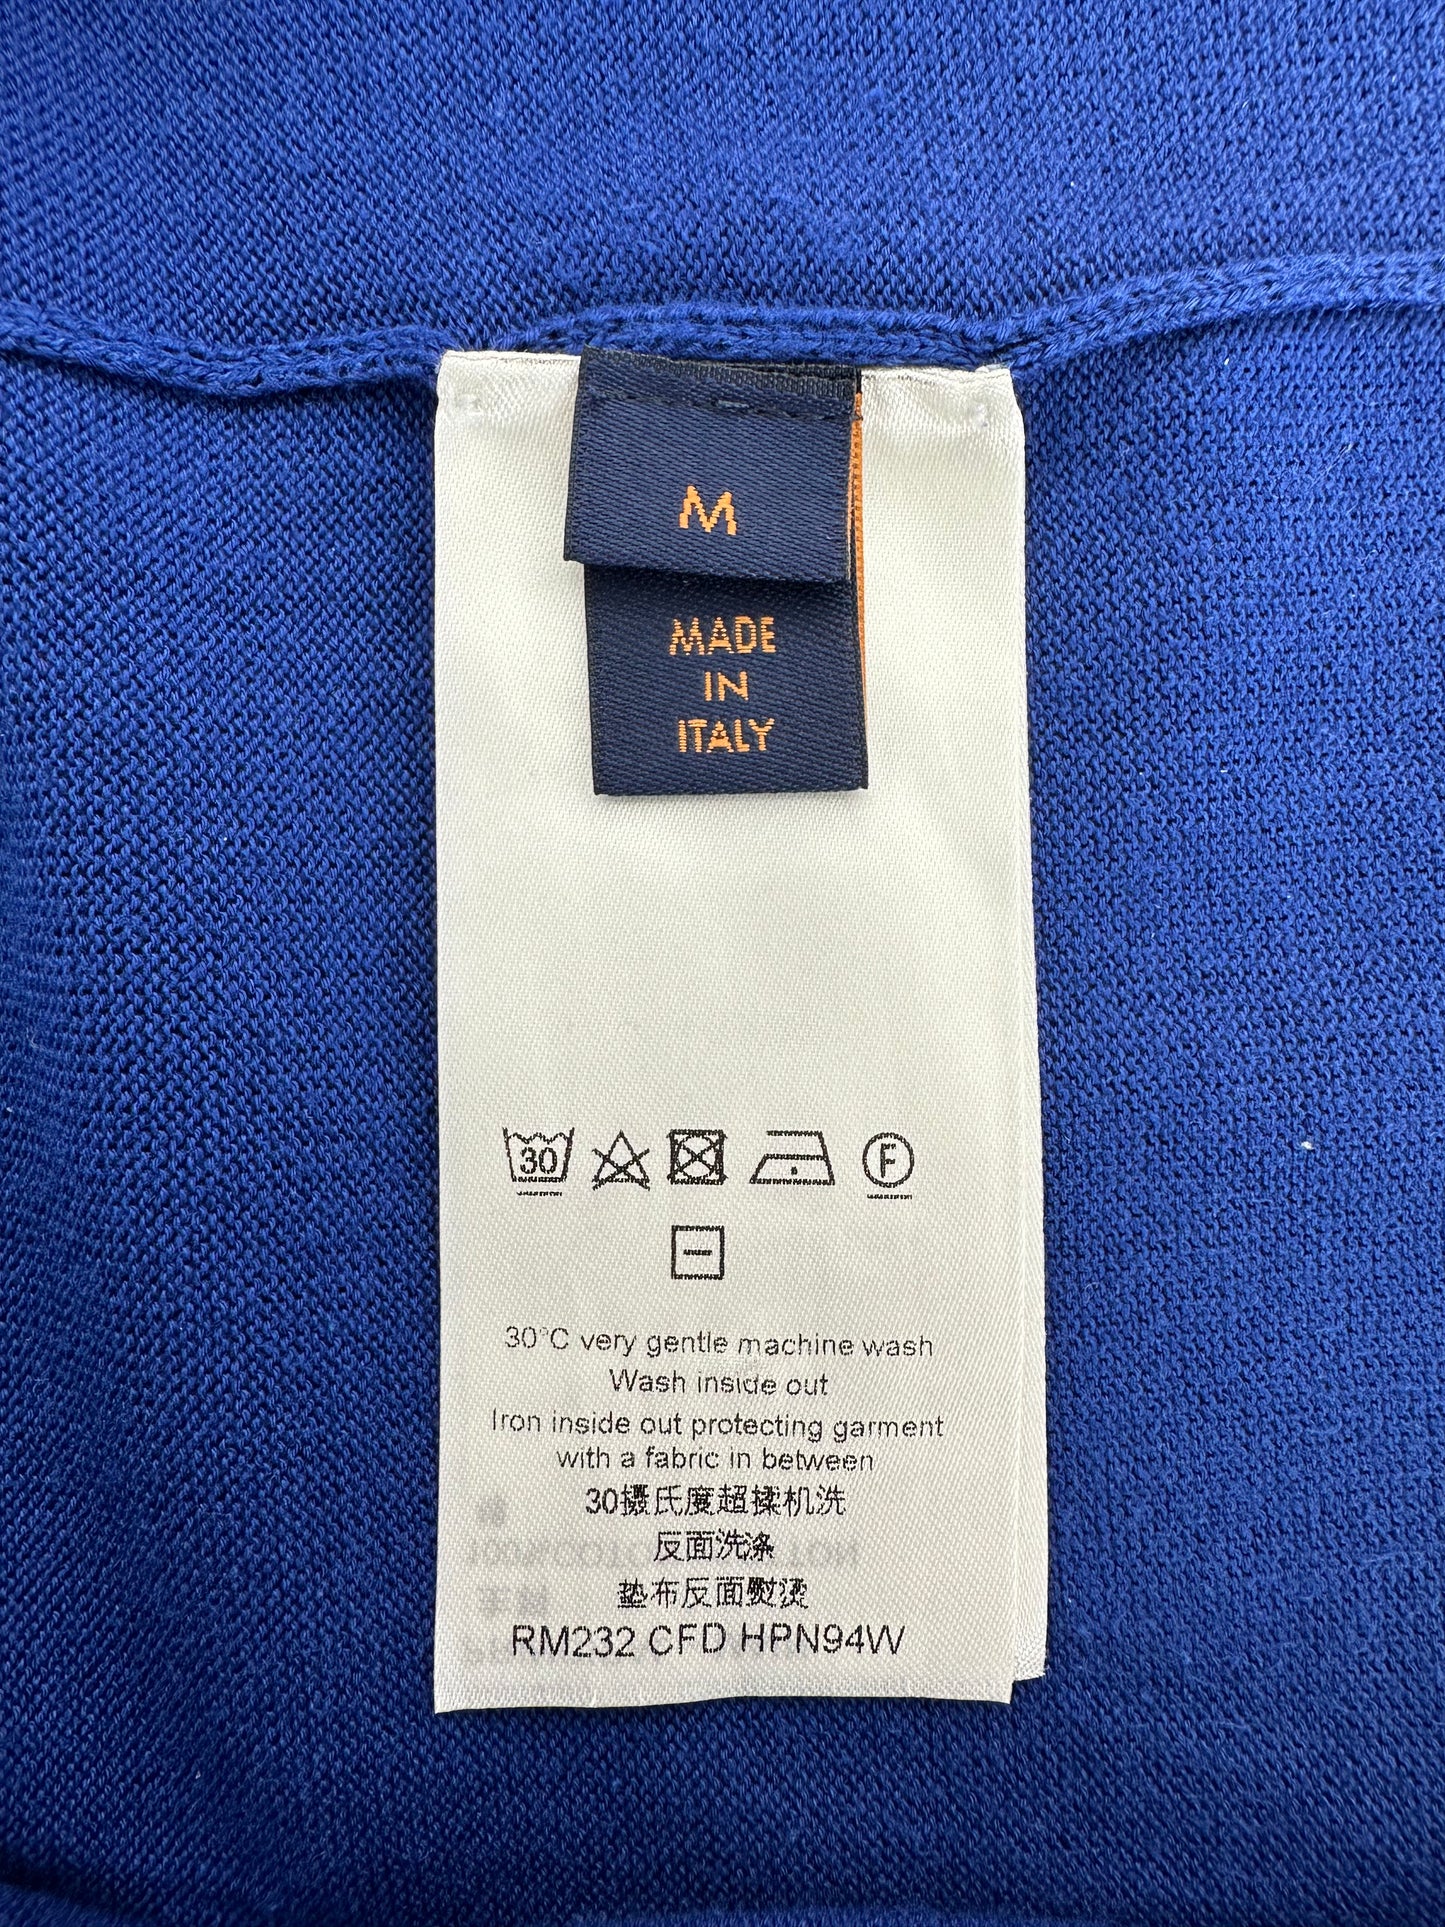 M
MADE
IN
ITALY
30
F
30°C very gentle machine wash
Wash inside out
Iron inside out protecting garment
with a fabric in between
30摄氏度超揉机洗
反面洗涤
垫布反面熨烫
RM232 CFD HPN94W